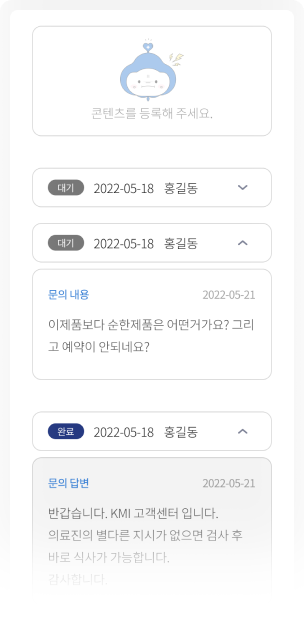 콘텐츠를 등록해 주세요.
대기 2022-05-18 홍길동
대기 2022-05-18 홍길동
문의 내용 2022-05-21
이제품보다 순한제품은 어떤거가요? 그리
고 예약이 안되네요?
완료 2022-05-18 홍길동
문의 답변 2022-05-21
반갑습니다. KMI 고객센터 입니다.
의료진의 별다른 지시가 없으면 검사 후
바로 식사가 가능합니다.
감사합니다.